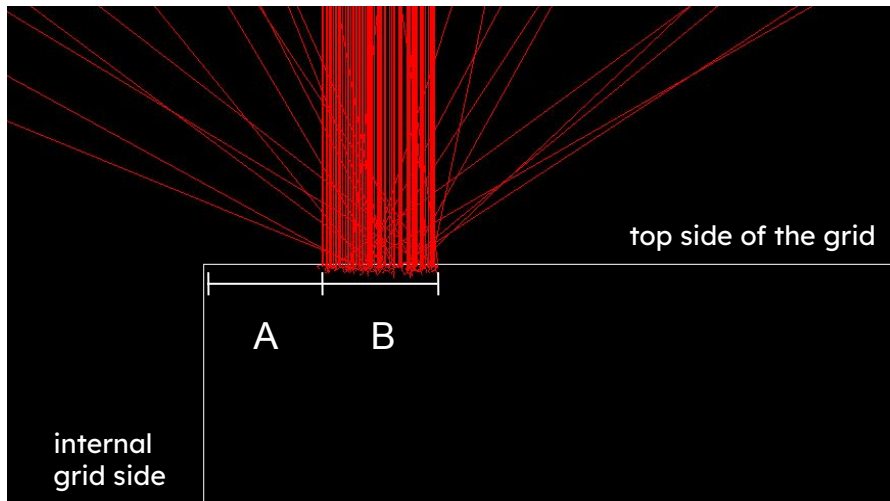 top side of the grid
A
B
internal
grid side